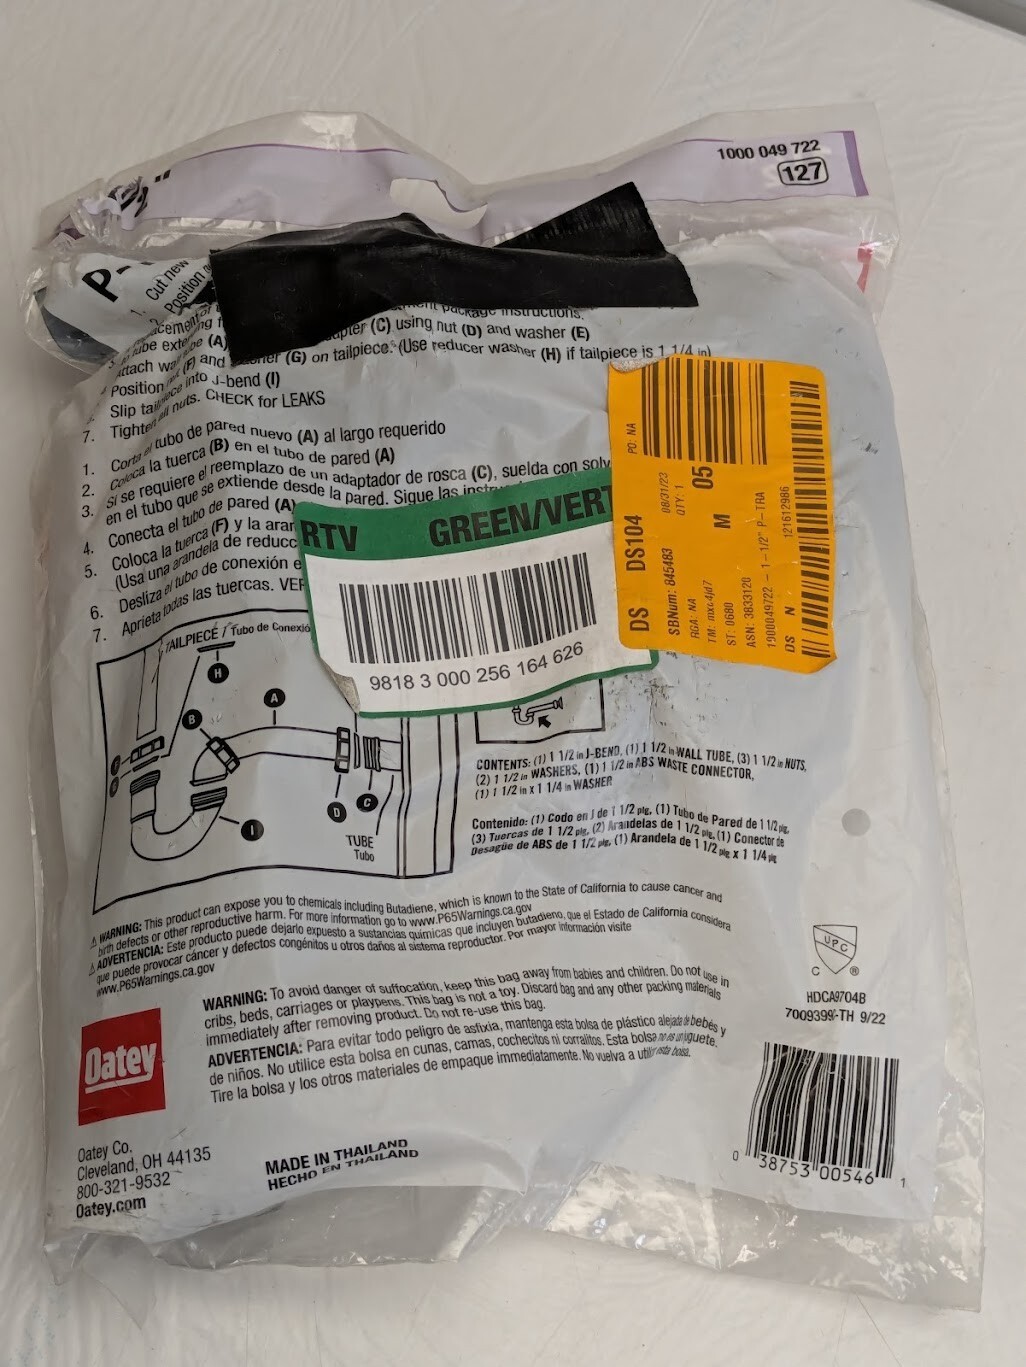 1000 049 722
127
P-
1. Cut new
Position
package instructions.
(C) using nut (D) and washer (E)
Attach (A)
Position (F) and (G) on tailpiece. (Use reducer washer (H) if tailpiece is 1 1/4 in)
Slip into J-bend (I)
7. Tighten all nuts. CHECK for LEAKS
1. Corta el tubo de pared nuevo (A) al largo requerido
2. Coloca la tuerca (B) en el tubo de pared (A)
3. Si se requiere el reemplazo de un adaptador de rosca (C), suelda con solv
en el tubo que se extiende desde la pared. Sigue las
4. Conecta el tubo de pared (A)
5. Coloca la tuerca (F) y la aran
(Usa una arandela de reducc
6. Desliza el tubo de conexión e
7. Aprieta todas las tuercas. VER
RTV GREEN/VERD
9818 3 000 256 164 626
DS DS104
SBNum: 845483 08/31/23
QTY: 1
PO: NA
RGA: NA
TM: mxc4jd7
M 05
ST: 0680
ASN: 3833120
1000049722 - 1-1/2" P-TRA
DS N 121612986
TAILPIECE / Tubo de Conexió
H
A
B
I
D
C
TUBE
Tubo
CONTENTS: (1) 1 1/2 in J-BEND, (1) 1 1/2 in WALL TUBE, (3) 1 1/2 in NUTS,
(2) 1 1/2 in WASHERS, (1) 1 1/2 in ABS WASTE CONNECTOR,
(1) 1 1/2 in x 1 1/4 in WASHER
Contenido: (1) Codo en J de 1 1/2 plg, (1) Tubo de Pared de 1 1/2 plg,
(3) Tuercas de 1 1/2 plg, (2) Arandelas de 1 1/2 plg, (1) Conector de
Desagüe de ABS de 1 1/2 plg, (1) Arandela de 1 1/2 plg x 1 1/4 plg
⚠ WARNING: This product can expose you to chemicals including Butadiene, which is known to the State of California to cause cancer and
birth defects or other reproductive harm. For more information go to www.P65Warnings.ca.gov
⚠ ADVERTENCIA: Este producto puede dejarlo expuesto a sustancias químicas que incluyen butadieno, que el Estado de California considera
que puede provocar cáncer y defectos congénitos u otros daños al sistema reproductor. Por mayor información visite
www.P65Warnings.ca.gov
WARNING: To avoid danger of suffocation, keep this bag away from babies and children. Do not use in
cribs, beds, carriages or playpens. This bag is not a toy. Discard bag and any other packing materials
immediately after removing product. Do not re-use this bag.
ADVERTENCIA: Para evitar todo peligro de asfixia, mantenga esta bolsa de plástico alejada de bebés y
de niños. No utilice esta bolsa en cunas, camas, cochecitos ni corralitos. Esta bolsa no es un juguete.
Tire la bolsa y los otros materiales de empaque inmediatamente. No vuelva a utilizar esta bolsa.
UPC
C ®
HDCA9704B
7009399-TH 9/22
Oatey
Oatey Co.
Cleveland, OH 44135
800-321-9532
Oatey.com
MADE IN THAILAND
HECHO EN THAILAND
0 38753 00546 1